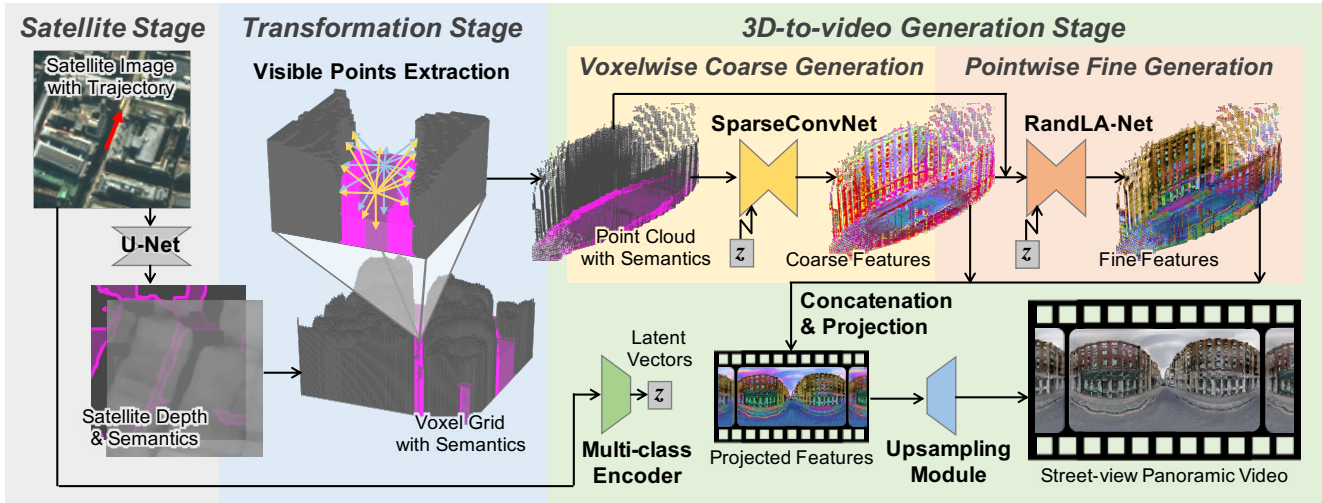 Satellite Stage
Transformation Stage
3D-to-video Generation Stage
Satellite Image
with Trajectory
U-Net
Satellite Depth
& Semantics
Visible Points Extraction
Voxel Grid
with Semantics
Voxelwise Coarse Generation
Pointwise Fine Generation
SparseConvNet
RandLA-Net
Point Cloud
with Semantics
z
Coarse Features
z
Fine Features
Concatenation
& Projection
Latent
Vectors
z
Multi-class
Encoder
Projected Features
Upsampling
Module
Street-view Panoramic Video